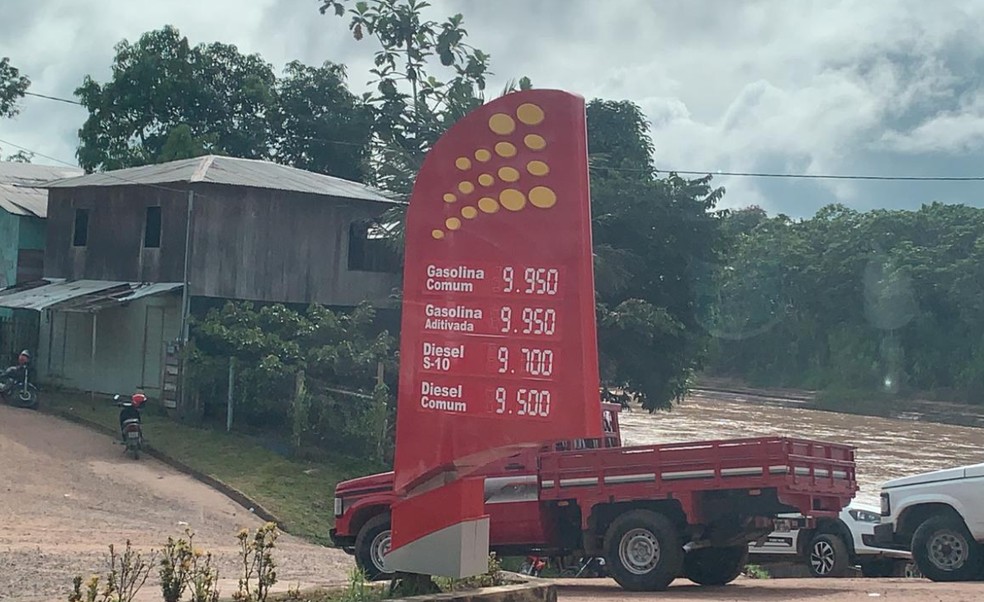 Gasolina
Comum 9.950
Gasolina
Aditivada 9.950
Diesel
S-10 9.700
Diesel
Comum 9.500